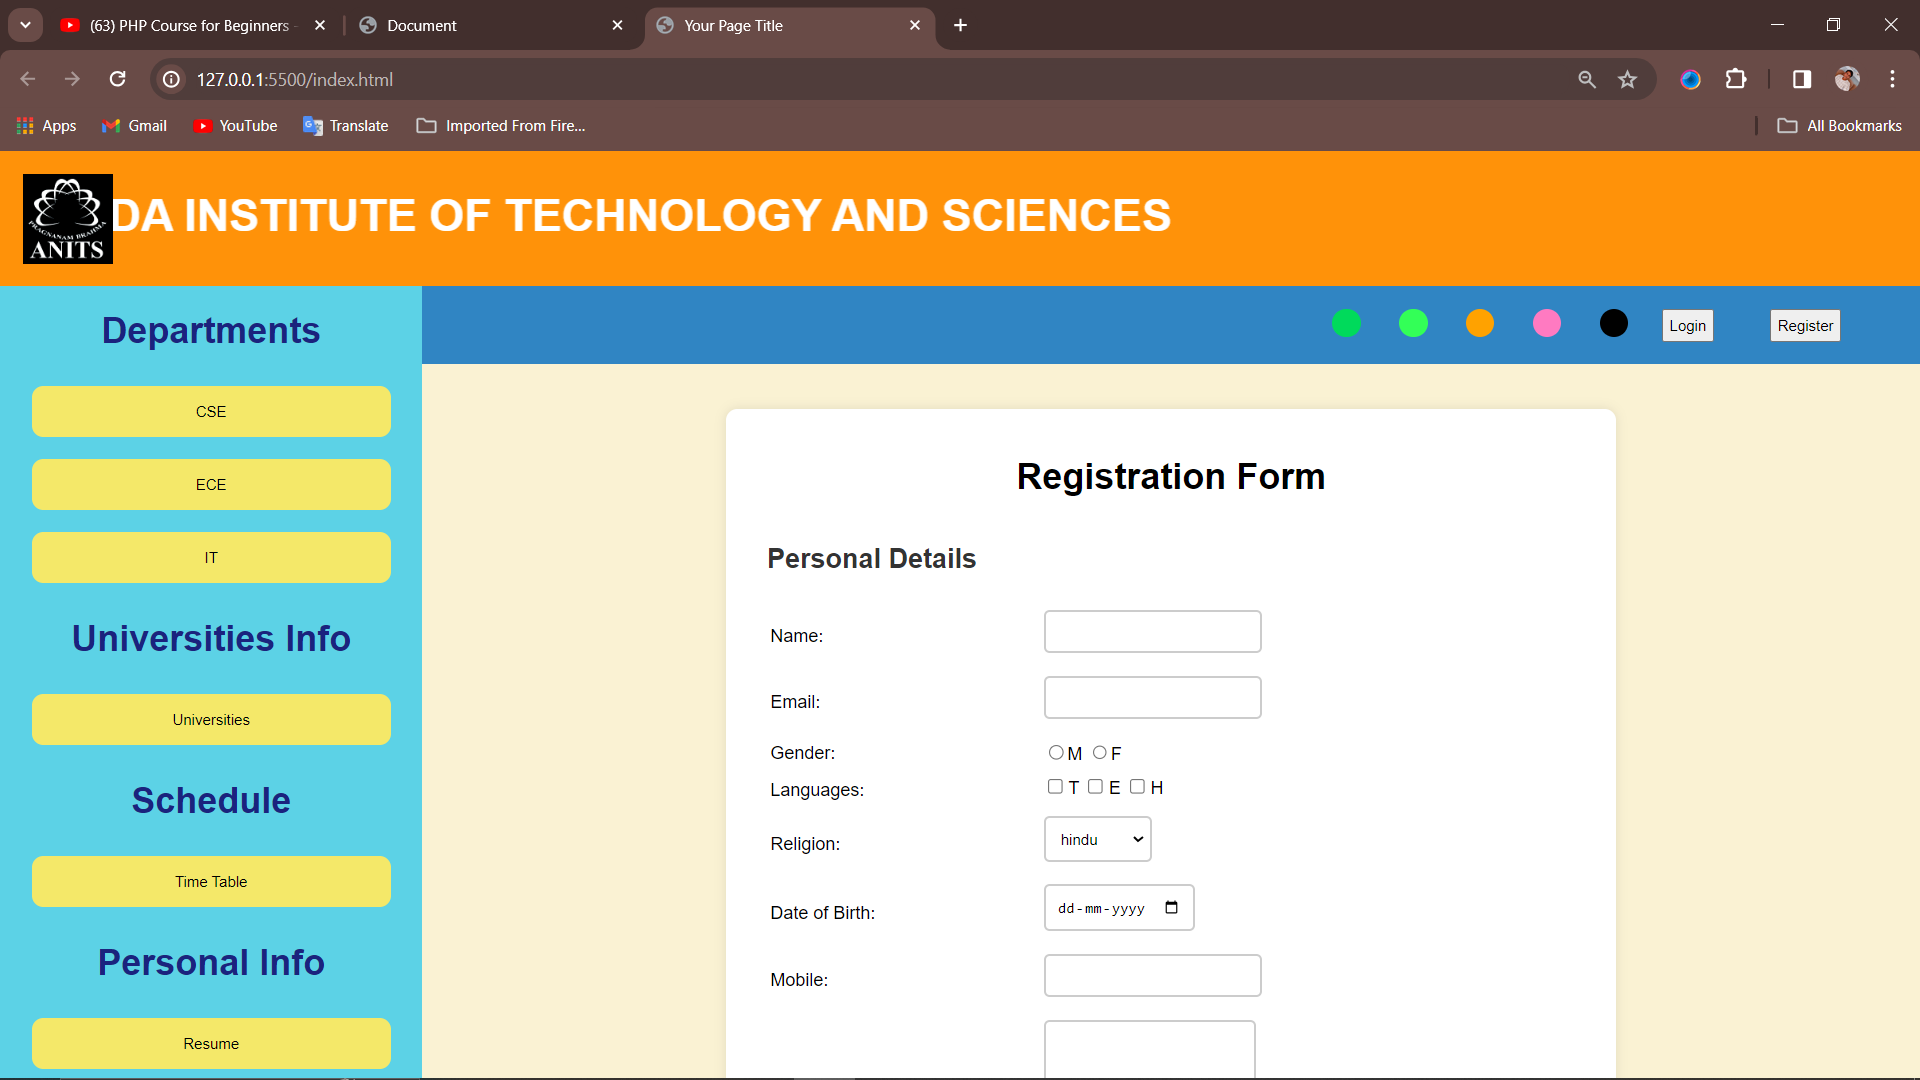 (63) PHP Course for Beginners -
Document
Your Page Title
127.0.0.1:5500/index.html
Apps
Gmail
YouTube
Translate
Imported From Fire...
All Bookmarks
PRAGNANAM BRAHMA
ANITS
DA INSTITUTE OF TECHNOLOGY AND SCIENCES
Departments
CSE
ECE
IT
Universities Info
Universities
Schedule
Time Table
Personal Info
Resume
Login
Register
Registration Form
Personal Details
Name:
Email:
Gender:
M F
Languages:
T E H
Religion:
hindu
Date of Birth:
dd-mm-yyyy
Mobile: